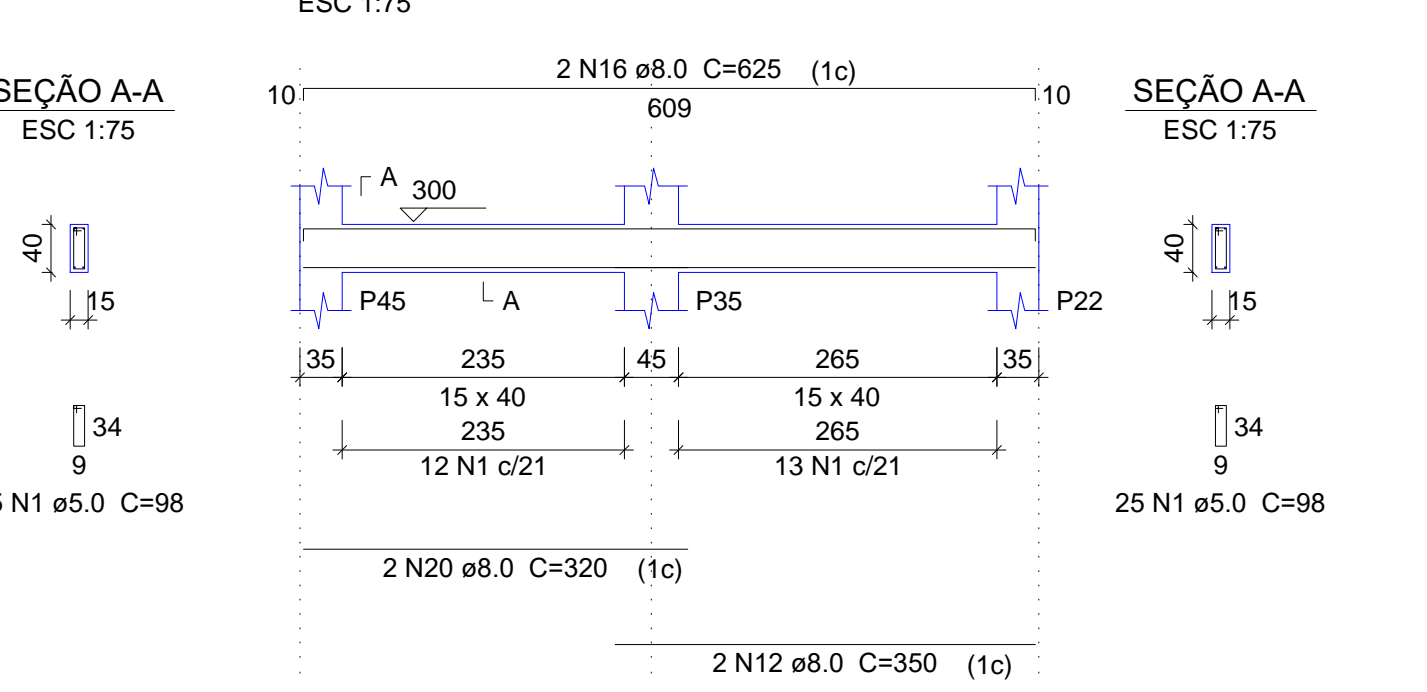 ESC 1:75
2 N16 ø8.0 C=625 (1c)
10
10
609
SEÇÃO A-A
ESC 1:75
SEÇÃO A-A
ESC 1:75
A
300
40
15
40
15
P45
A
P35
P22
35
235
45
265
35
15 x 40
15 x 40
235
265
12 N1 c/21
13 N1 c/21
34
9
N1 ø5.0 C=98
34
9
25 N1 ø5.0 C=98
2 N20 ø8.0 C=320 (1c)
2 N12 ø8.0 C=350 (1c)